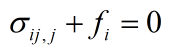 σᵢⱼ,ⱼ + fᵢ = 0